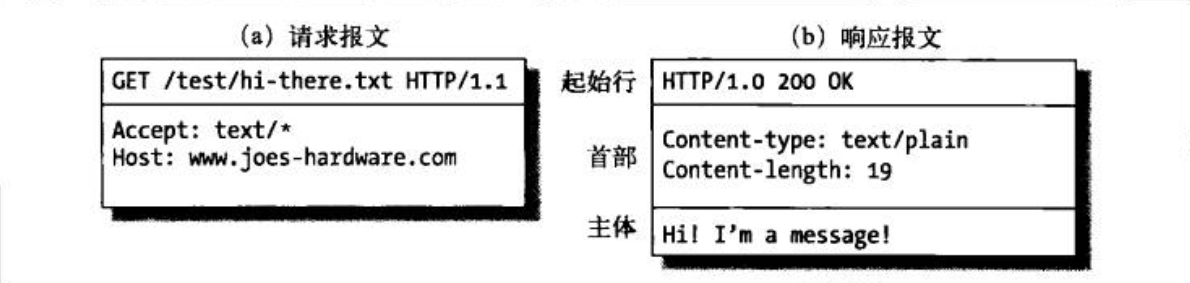 (a) 请求报文
GET /test/hi-there.txt HTTP/1.1
Accept: text/*
Host: www.joes-hardware.com
起始行
首部
主体
(b) 响应报文
HTTP/1.0 200 OK
Content-type: text/plain
Content-length: 19
Hi! I'm a message!